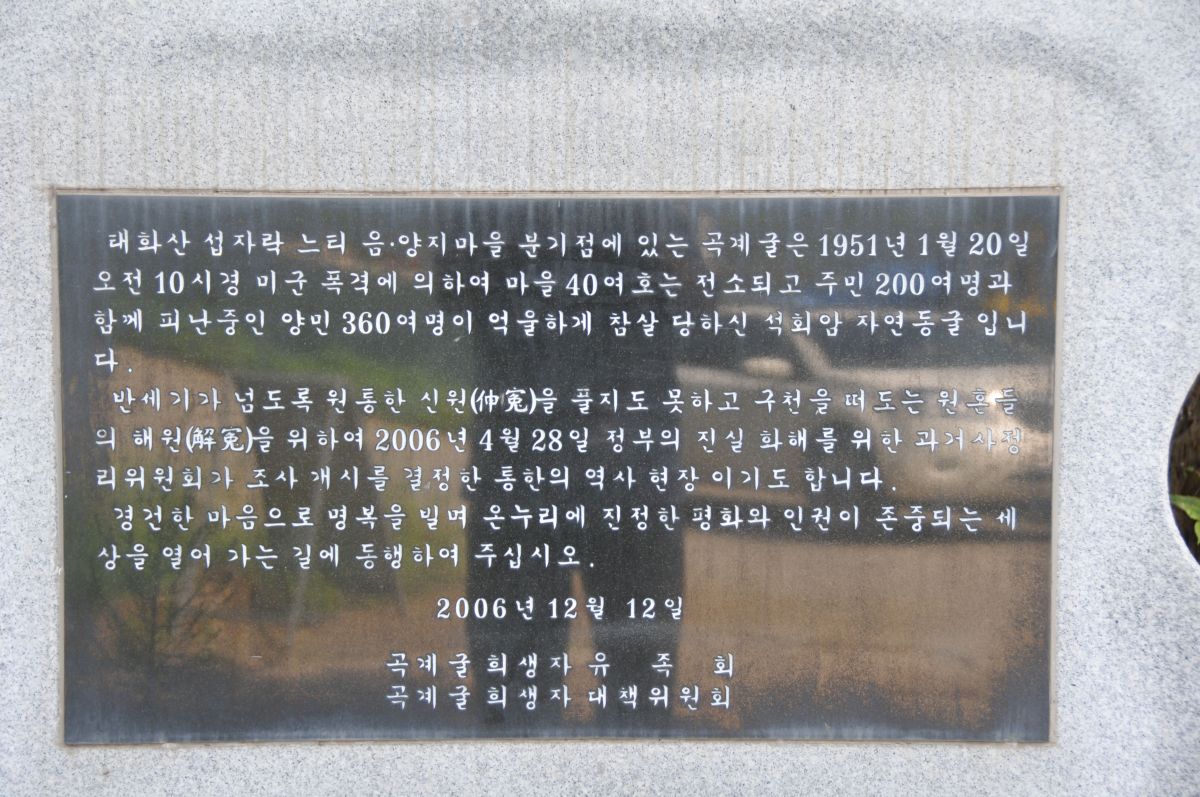 태화산 섭자락 느티 음·양지마을 분기점에 있는 곡계굴은 1951년 1월 20일
오전 10시경 미군 폭격에 의하여 마을 40여호는 전소되고 주민 200여명과
함께 피난중인 양민 360여명이 억울하게 참살 당하신 석회암 자연동굴 입니
다.
반세기가 넘도록 원통한 신원(伸冤)을 풀지도 못하고 구천을 떠도는 원혼들
의 해원(解冤)을 위하여 2006년 4월 28일 정부의 진실 화해를 위한 과거사정
리위원회가 조사 개시를 결정한 통한의 역사 현장 이기도 합니다.
경건한 마음으로 명복을 빌며 온누리에 진정한 평화와 인권이 존중되는 세
상을 열어 가는 길에 동행하여 주십시오.
2006년 12월 12일
곡계굴 희생자 유 족 회
곡계굴 희생자 대책위원회